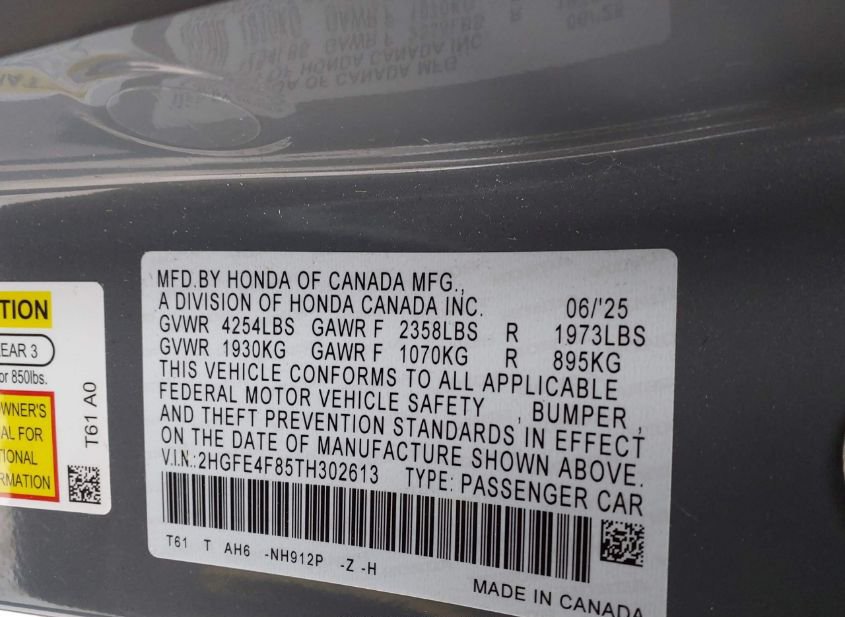 MFD.BY HONDA OF CANADA MFG.,
A DIVISION OF HONDA CANADA INC. 06/'25
GVWR 4254LBS GAWR F 2358LBS R 1973LBS
GVWR 1930KG GAWR F 1070KG R 895KG
THIS VEHICLE CONFORMS TO ALL APPLICABLE
FEDERAL MOTOR VEHICLE SAFETY , BUMPER ,
AND THEFT PREVENTION STANDARDS IN EFFECT
ON THE DATE OF MANUFACTURE SHOWN ABOVE.
V.I.N.:2HGFE4F85TH302613 TYPE: PASSENGER CAR
T61 T AH6 -NH912P -Z -H
MADE IN CANADA
TION
EAR 3
or 850lbs.
OWNER'S
AL FOR
TIONAL
RMATION
T61 A0